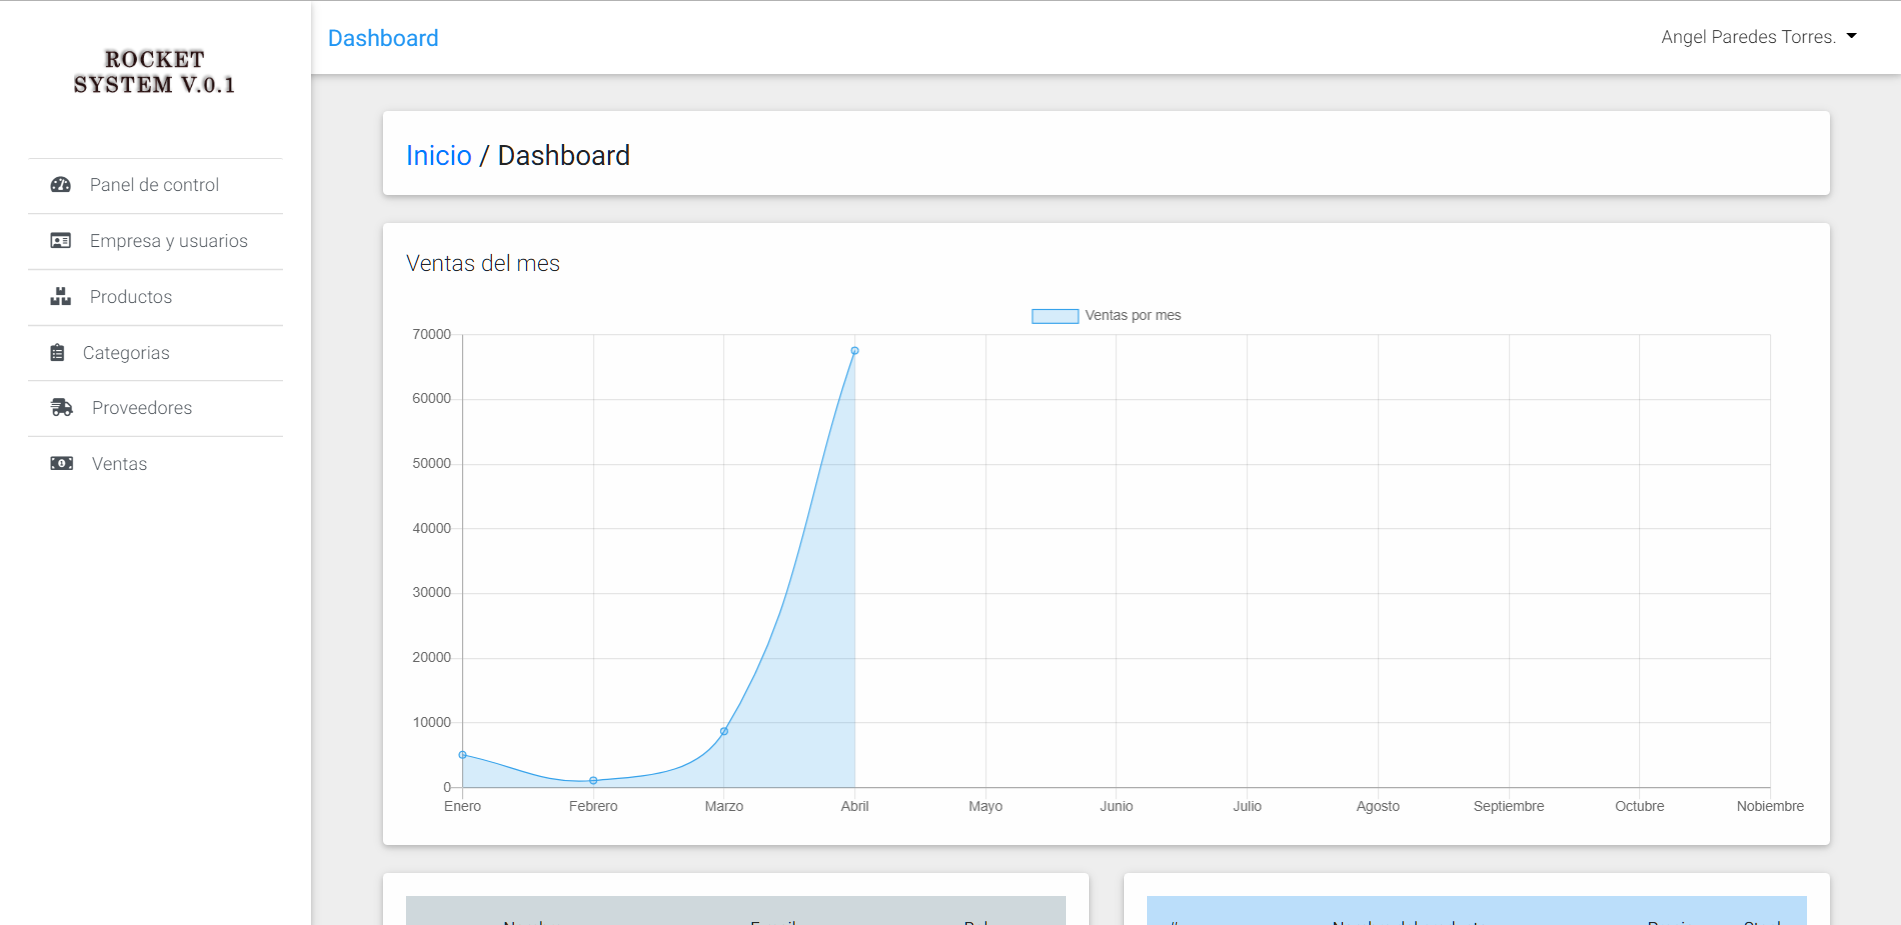 ROCKET
SYSTEM V.0.1
Panel de control
Empresa y usuarios
Productos
Categorias
Proveedores
Ventas
Dashboard
Angel Paredes Torres.
Inicio / Dashboard
Ventas del mes
Ventas por mes
70000
60000
50000
40000
30000
20000
10000
0
Enero Febrero Marzo Abril Mayo Junio Julio Agosto Septiembre Octubre Nobiembre